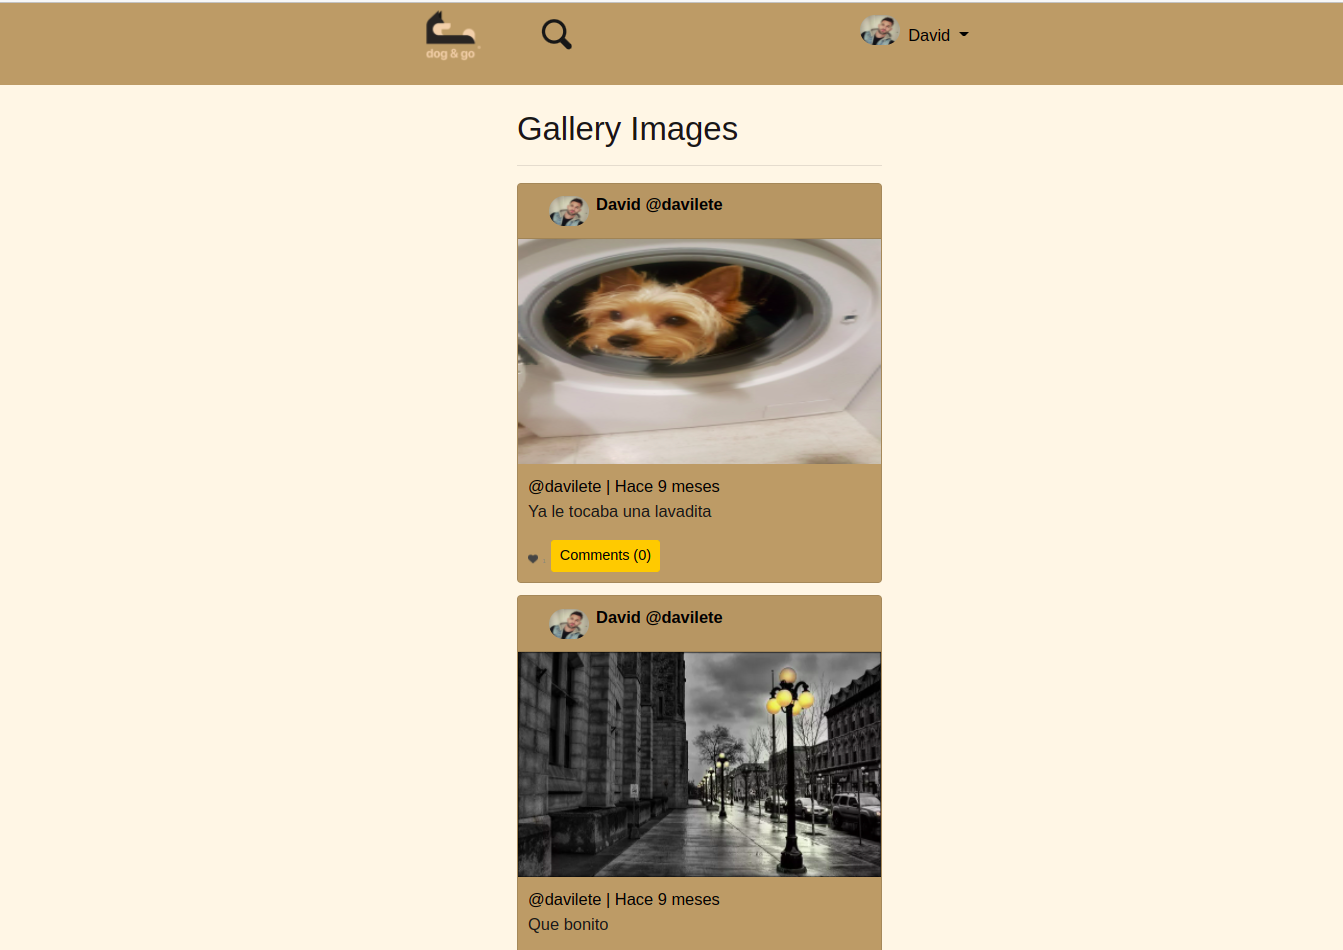 dog & go
David
Gallery Images
David @davilete
@davilete | Hace 9 meses
Ya le tocaba una lavadita
Comments (0)
David @davilete
@davilete | Hace 9 meses
Que bonito